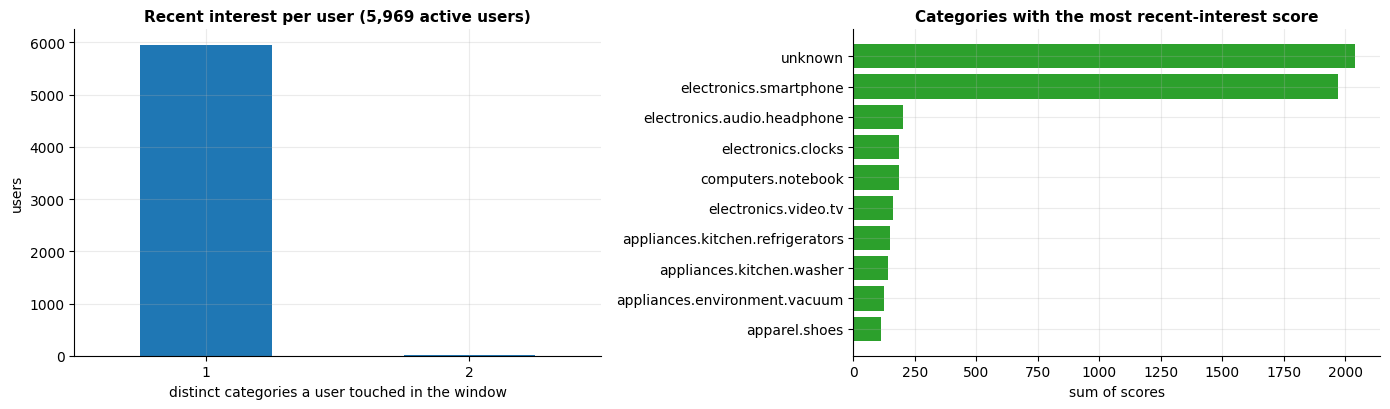 Recent interest per user (5,969 active users)
6000
5000
4000
3000
2000
1000
0
users
1
2
distinct categories a user touched in the window
Categories with the most recent-interest score
unknown
electronics.smartphone
electronics.audio.headphone
electronics.clocks
computers.notebook
electronics.video.tv
appliances.kitchen.refrigerators
appliances.kitchen.washer
appliances.environment.vacuum
apparel.shoes
0
250
500
750
1000
1250
1500
1750
2000
sum of scores